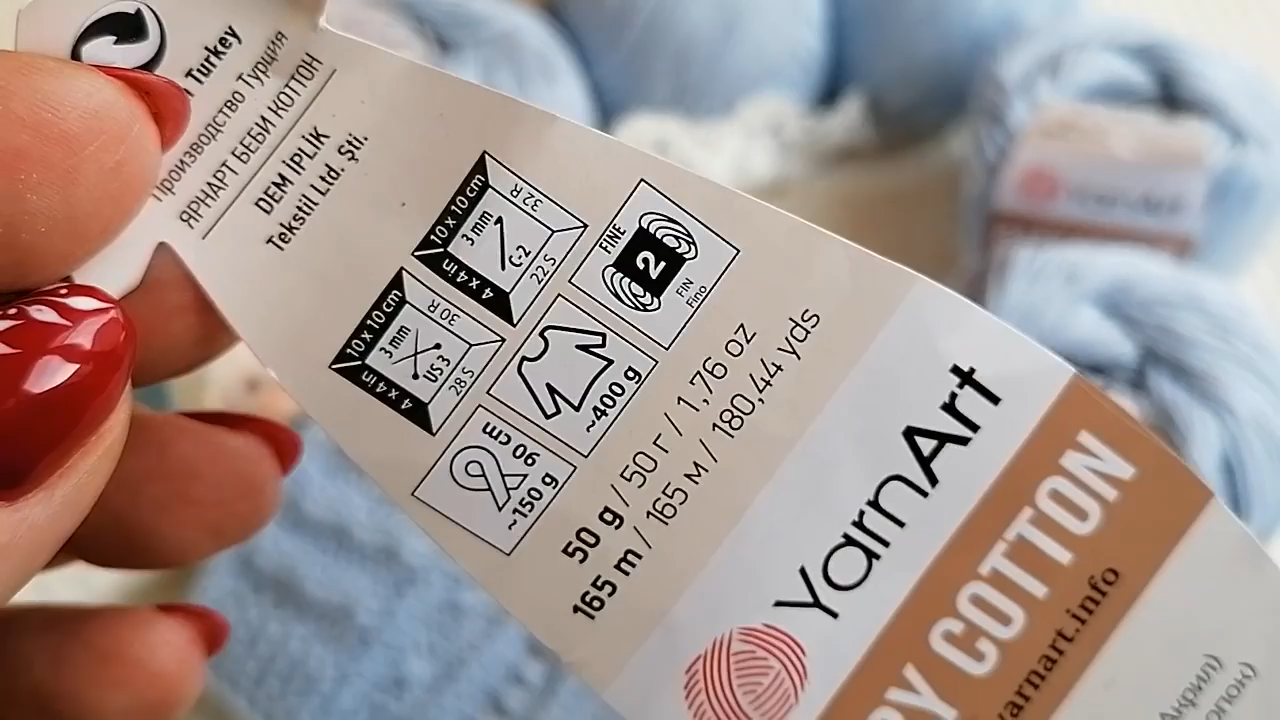 Turkey
Производство Турция
ЯРНАРТ БЕБИ КОТТОН
DEM İPLİK
Tekstil Ltd. Şti.
10 x 10 cm
4 x 4 in
3 mm
C-2
32 R
22 S
FINE
2
FIN
Fino
10 x 10 cm
4 x 4 in
3 mm
US3
30 R
28 S
~400 g
~150 g
50 g / 50 г / 1,76 oz
165 m / 165 м / 180,44 yds
YarnArt
COTTON
yarnart.info